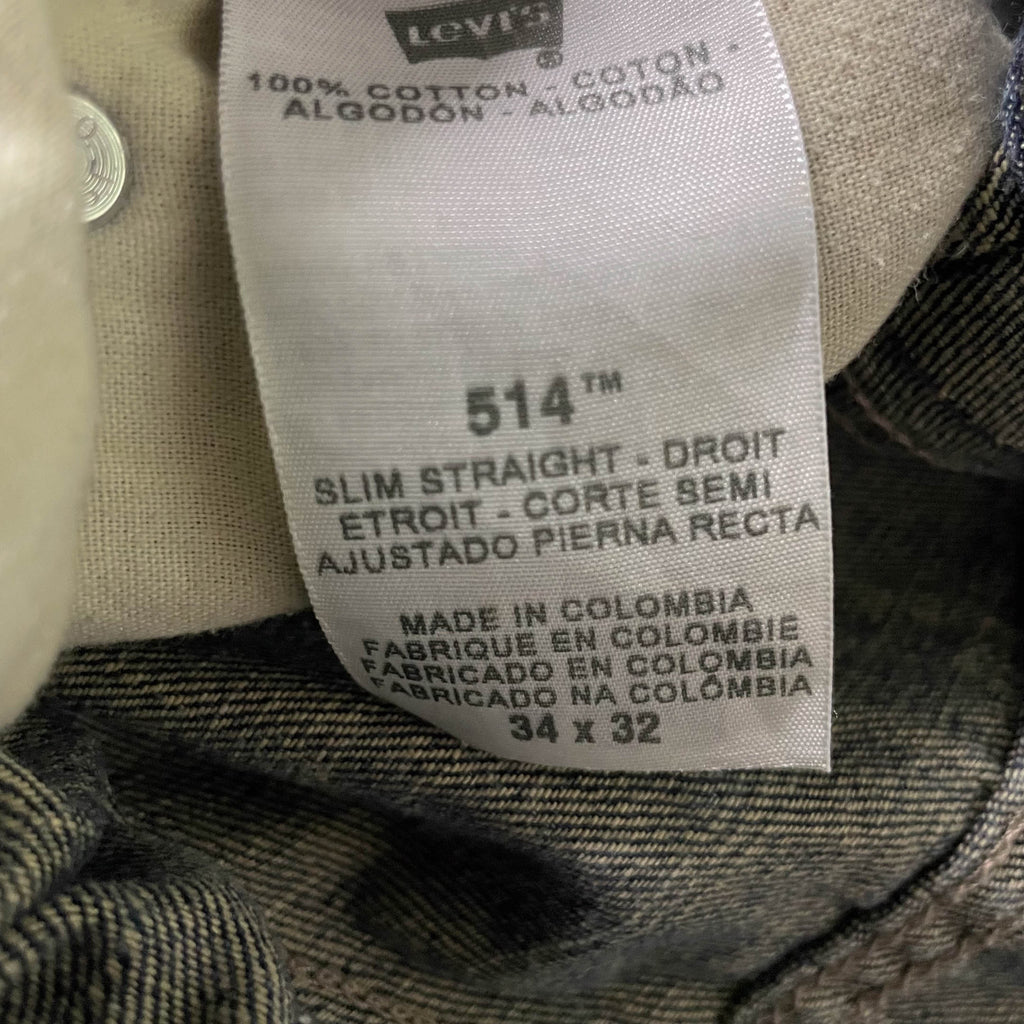 Levi's
®
100% COTTON - COTON -
ALGODÓN - ALGODÃO
514™
SLIM STRAIGHT - DROIT
ETROIT - CORTE SEMI
AJUSTADO PIERNA RECTA
MADE IN COLOMBIA
FABRIQUE EN COLOMBIE
FABRICADO EN COLOMBIA
FABRICADO NA COLÔMBIA
34 x 32